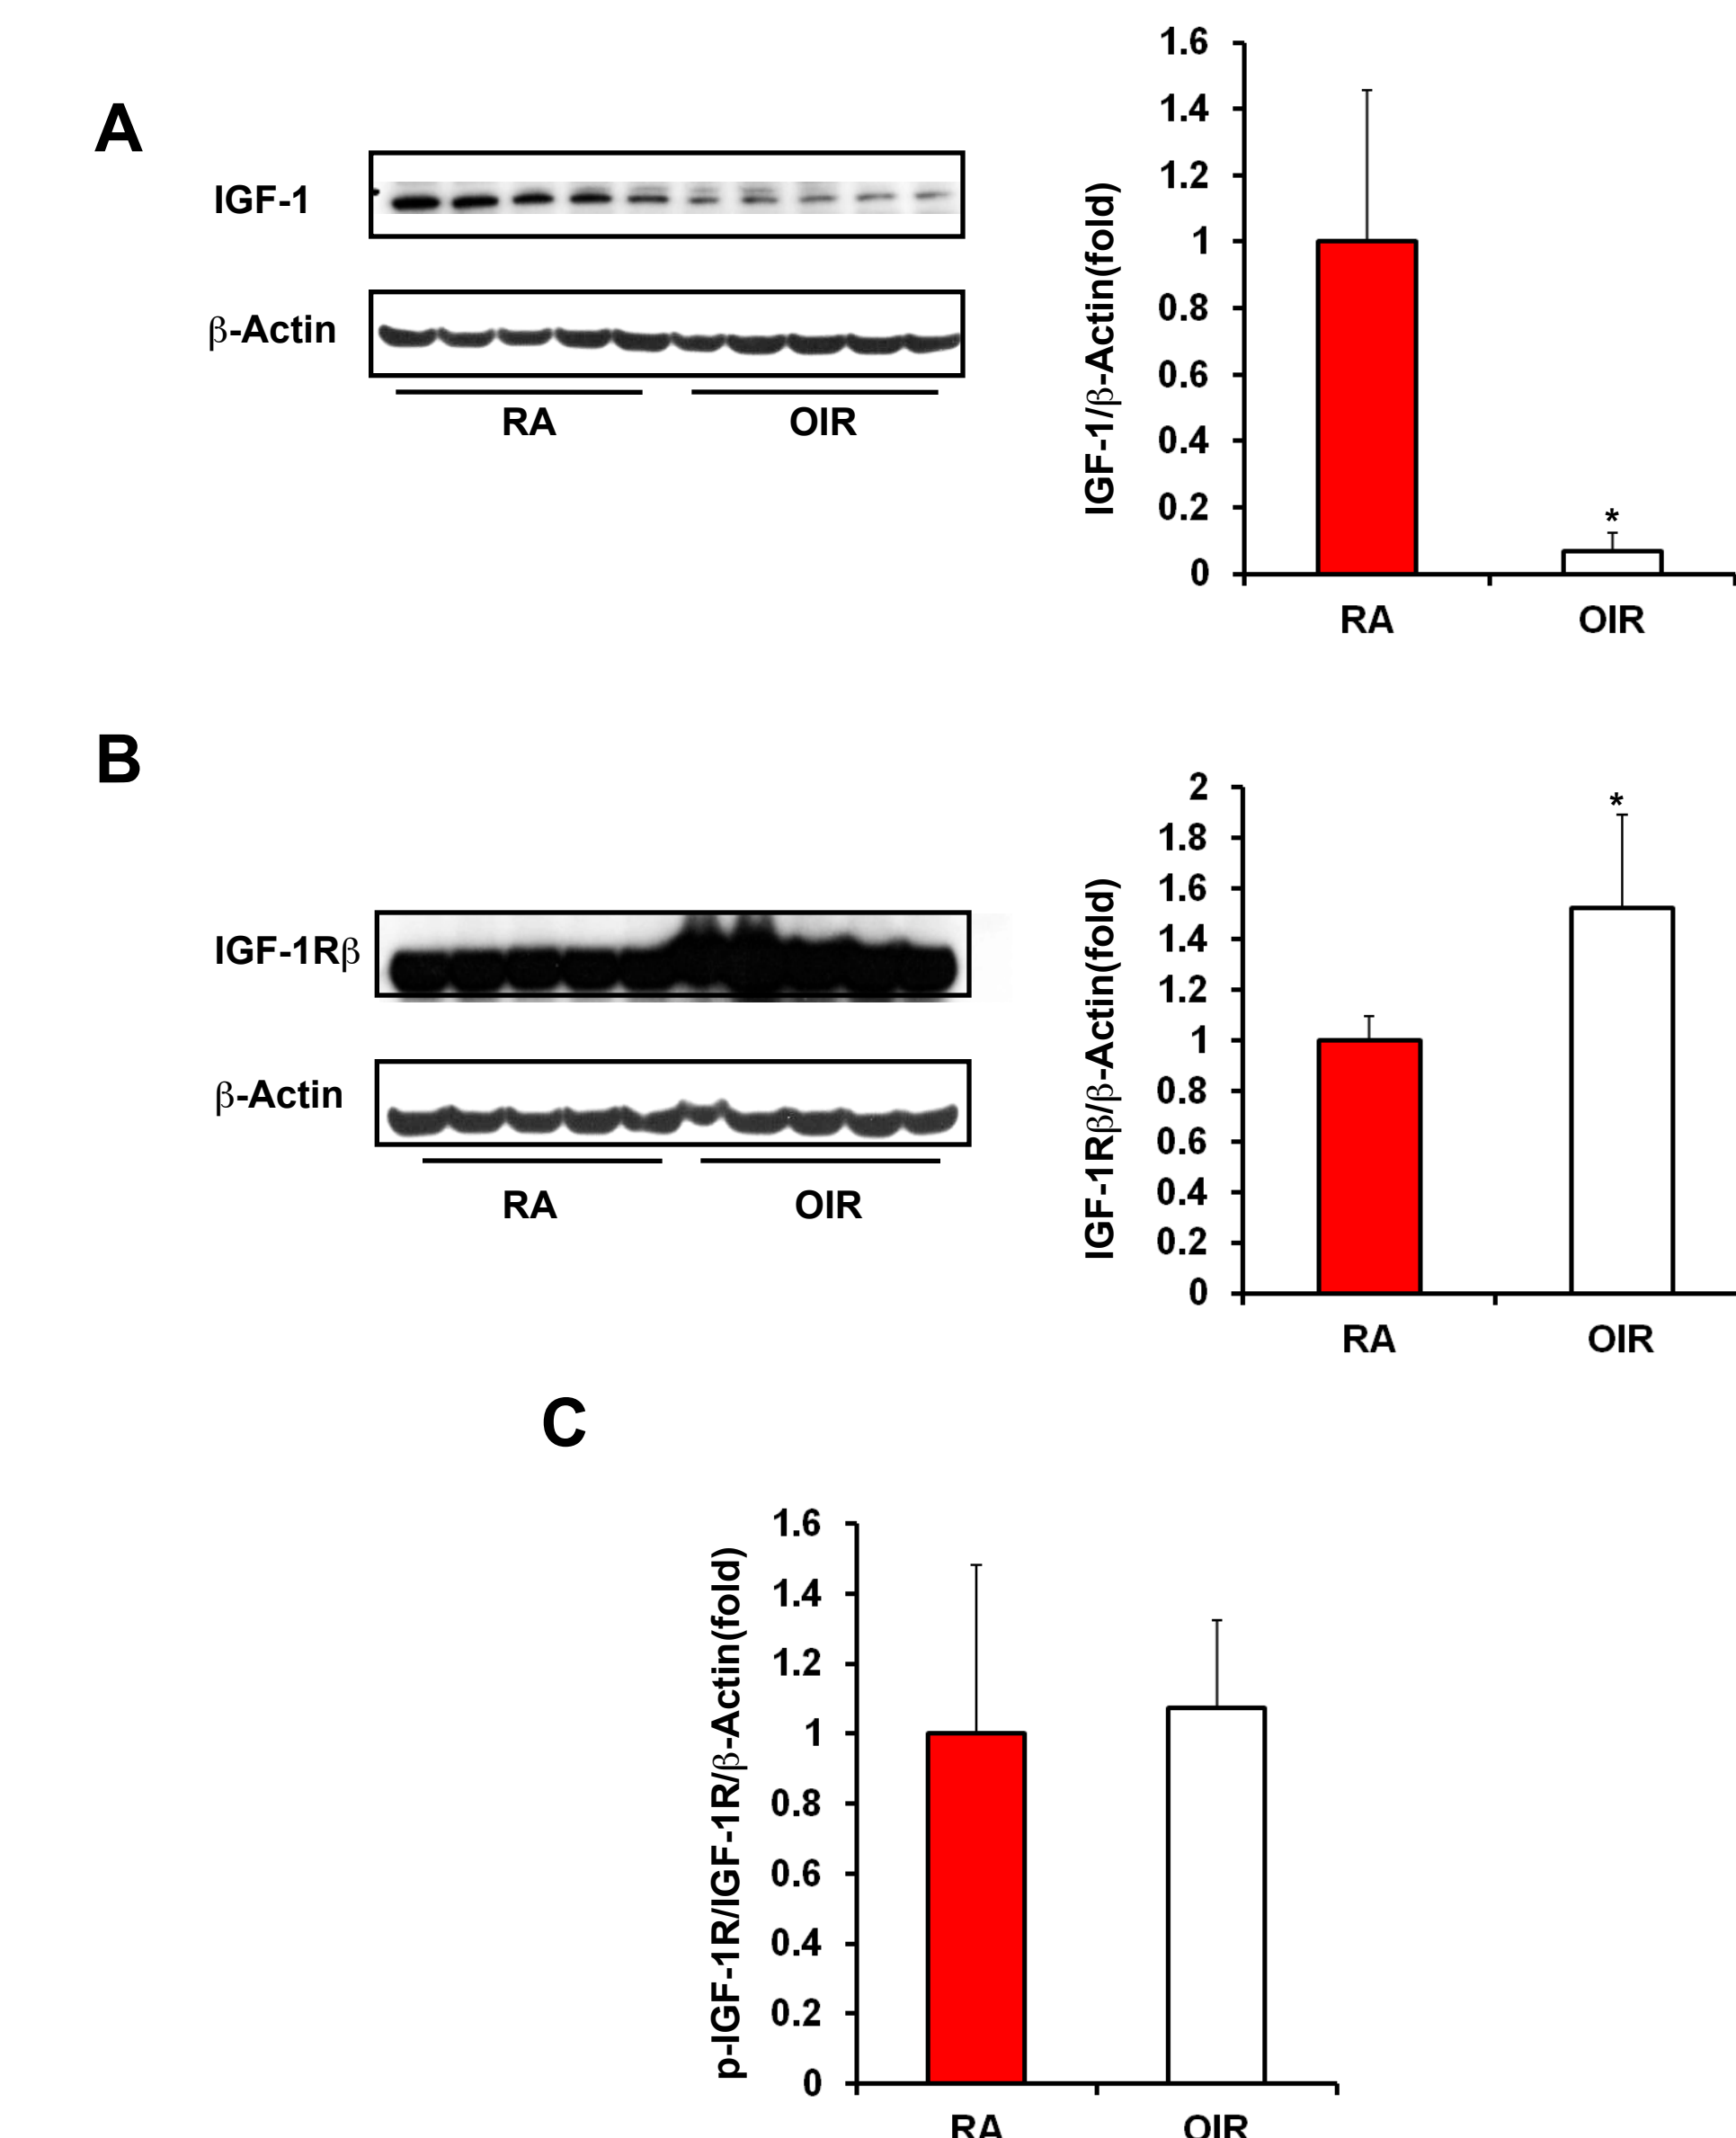 A
IGF-1
β-Actin
RA
OIR
IGF-1/β-Actin(fold)
1.6
1.4
1.2
1
0.8
0.6
0.4
0.2
0
*
RA
OIR
B
IGF-1Rβ
β-Actin
RA
OIR
IGF-1Rβ/β-Actin(fold)
2
1.8
1.6
1.4
1.2
1
0.8
0.6
0.4
0.2
0
*
RA
OIR
C
p-IGF-1R/IGF-1R/β-Actin(fold)
1.6
1.4
1.2
1
0.8
0.6
0.4
0.2
0
RA
OIR